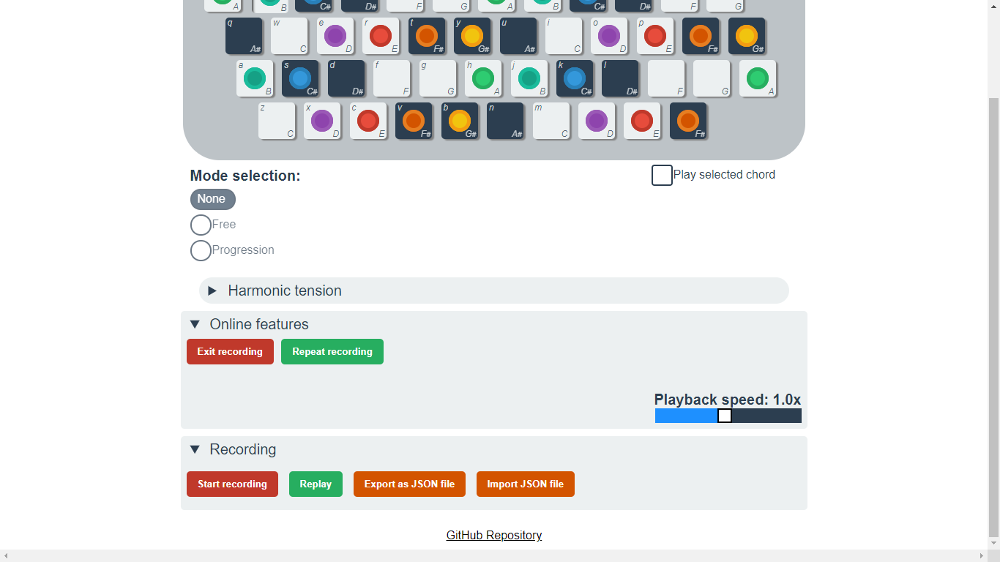 A B C# D# F G A B C# D# F G
q A# w C e D r E t F# y G# u A# i C o D p E F# G#
a B s C# d D# f F g G h A j B k C# l D# F G A
z C x D c E v F# b G# n A# m C D E F#
Mode selection:
Play selected chord
None
Free
Progression
Harmonic tension
Online features
Exit recording Repeat recording
Playback speed: 1.0x
Recording
Start recording Replay Export as JSON file Import JSON file
GitHub Repository